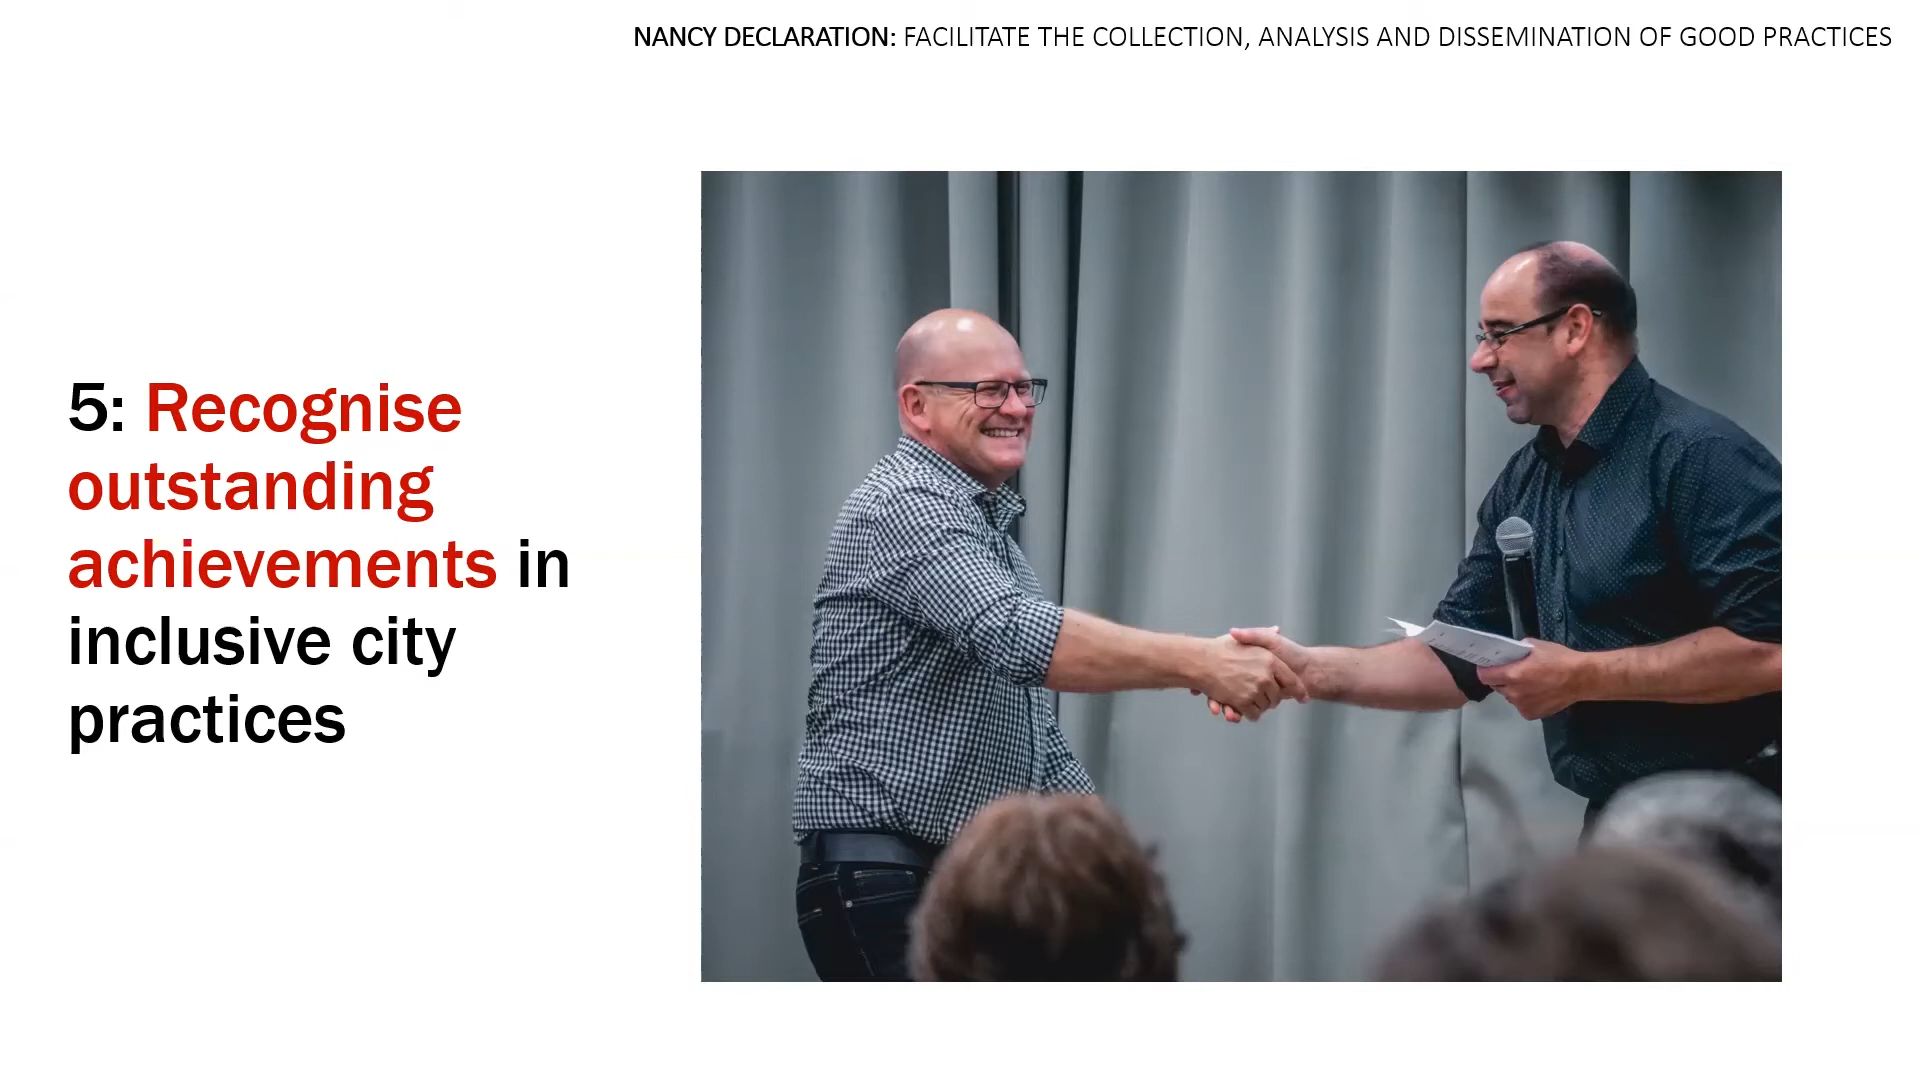 NANCY DECLARATION: FACILITATE THE COLLECTION, ANALYSIS AND DISSEMINATION OF GOOD PRACTICES
5: Recognise
outstanding
achievements in
inclusive city
practices